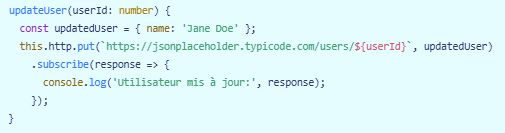 updateUser(userId: number) {
const updatedUser = { name: 'Jane Doe' };
this.http.put(`https://jsonplaceholder.typicode.com/users/${userId}`, updatedUser)
.subscribe(response => {
console.log('Utilisateur mis à jour:', response);
});
}